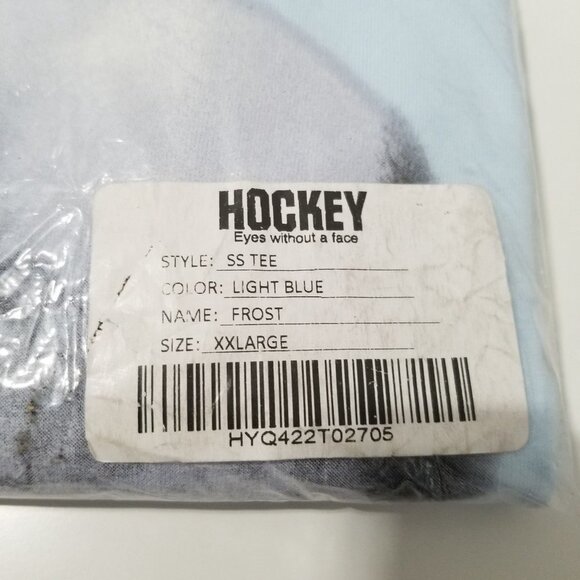 HOCKEY
Eyes without a face
STYLE: SS TEE
COLOR: LIGHT BLUE
NAME: FROST
SIZE: XXLARGE
HYQ422T02705